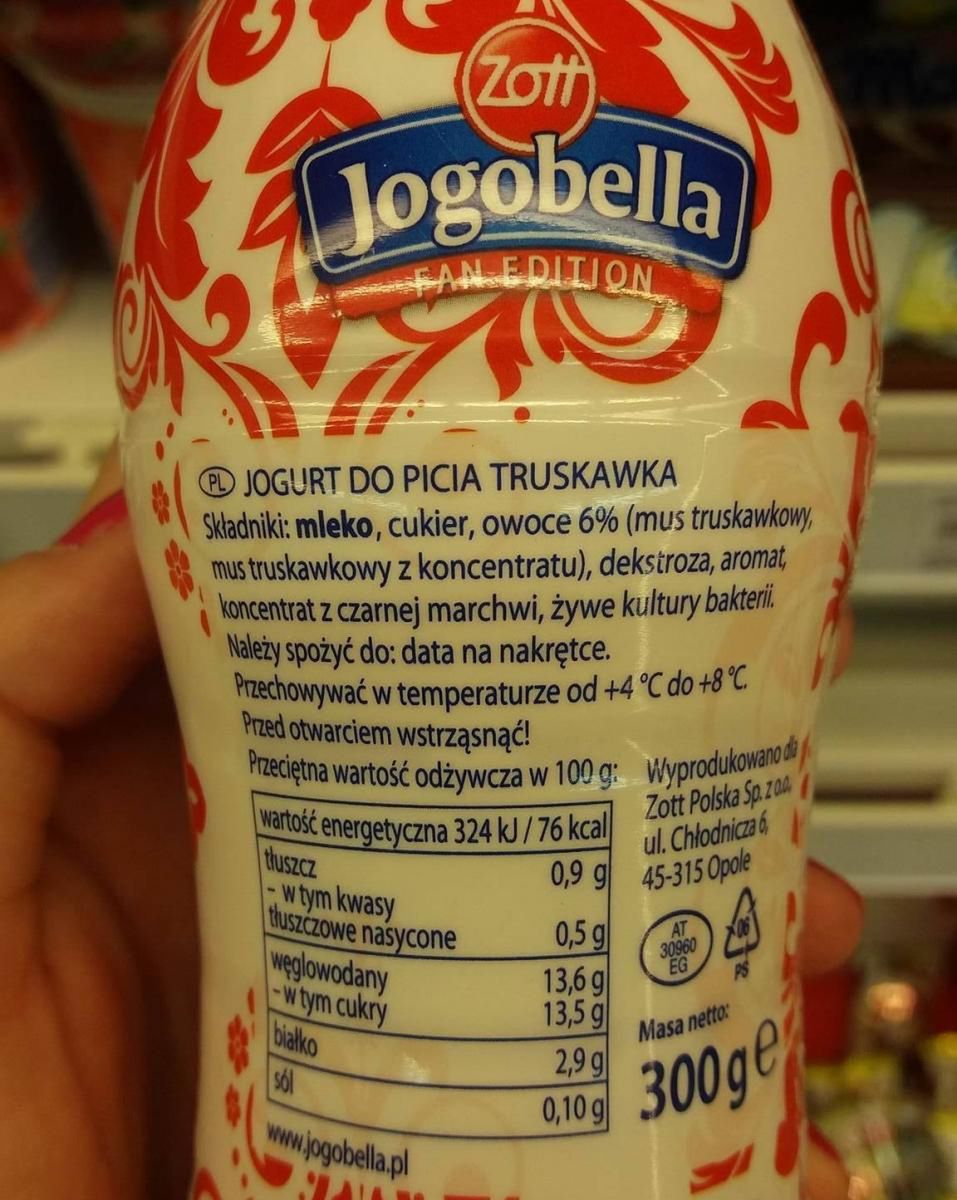 Zott
Jogobella
FAN EDITION
PL JOGURT DO PICIA TRUSKAWKA
Składniki: mleko, cukier, owoce 6% (mus truskawkowy,
mus truskawkowy z koncentratu), dekstroza, aromat,
koncentrat z czarnej marchwi, żywe kultury bakterii.
Należy spożyć do: data na nakrętce.
Przechowywać w temperaturze od +4 °C do +8 °C.
Przed otwarciem wstrząsnąć!
Przeciętna wartość odżywcza w 100 g:
wartość energetyczna 324 kJ / 76 kcal
tłuszcz 0,9 g
- w tym kwasy
tłuszczowe nasycone 0,5 g
węglowodany 13,6 g
- w tym cukry 13,5 g
białko 2,9 g
sól 0,10 g
www.jogobella.pl
Wyprodukowano dla
Zott Polska Sp. z o.o.
ul. Chłodnicza 6,
45-315 Opole
AT
30960
EG
06
PS
Masa netto:
300 g e